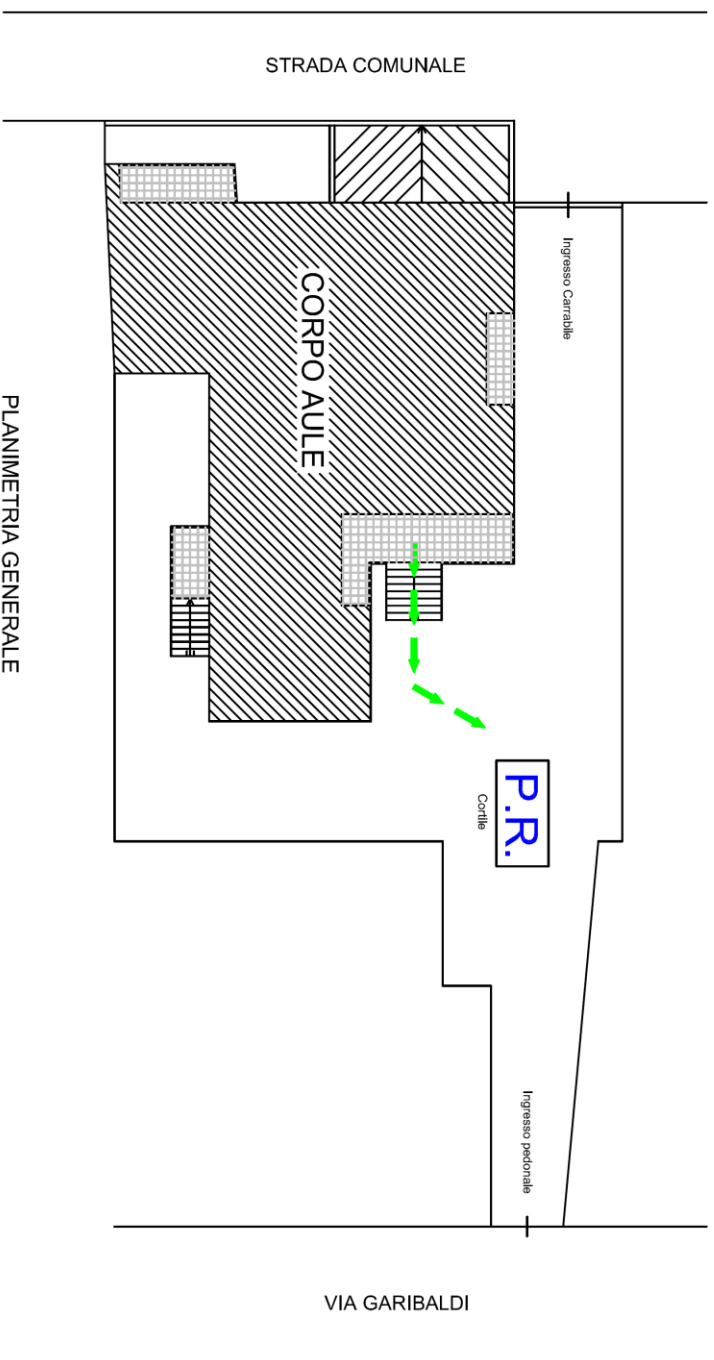 STRADA COMUNALE
Ingresso Carrabile
CORPO AULE
PLANIMETRIA GENERALE
P.R.
Cortile
Ingresso pedonale
VIA GARIBALDI